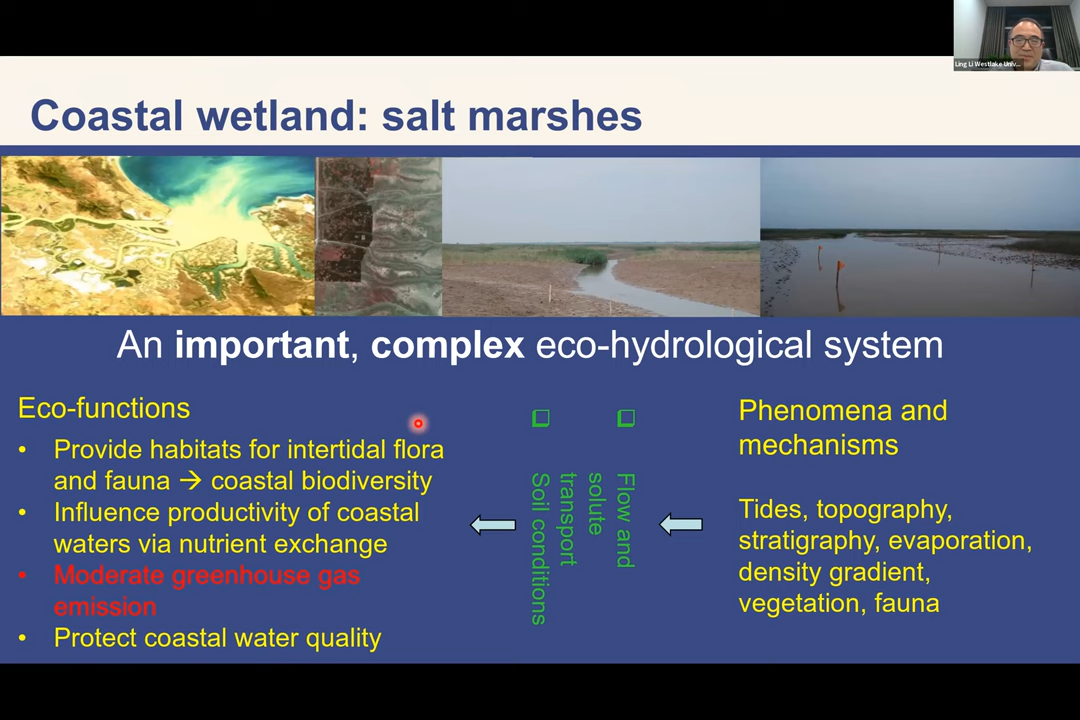 Ling Li Westlake Univ...
Coastal wetland: salt marshes
An important, complex eco-hydrological system
Eco-functions
• Provide habitats for intertidal flora
and fauna → coastal biodiversity
• Influence productivity of coastal
waters via nutrient exchange
• Moderate greenhouse gas
emission
• Protect coastal water quality
❑ Flow and
solute
transport
❑ Soil conditions
Phenomena and
mechanisms
Tides, topography,
stratigraphy, evaporation,
density gradient,
vegetation, fauna